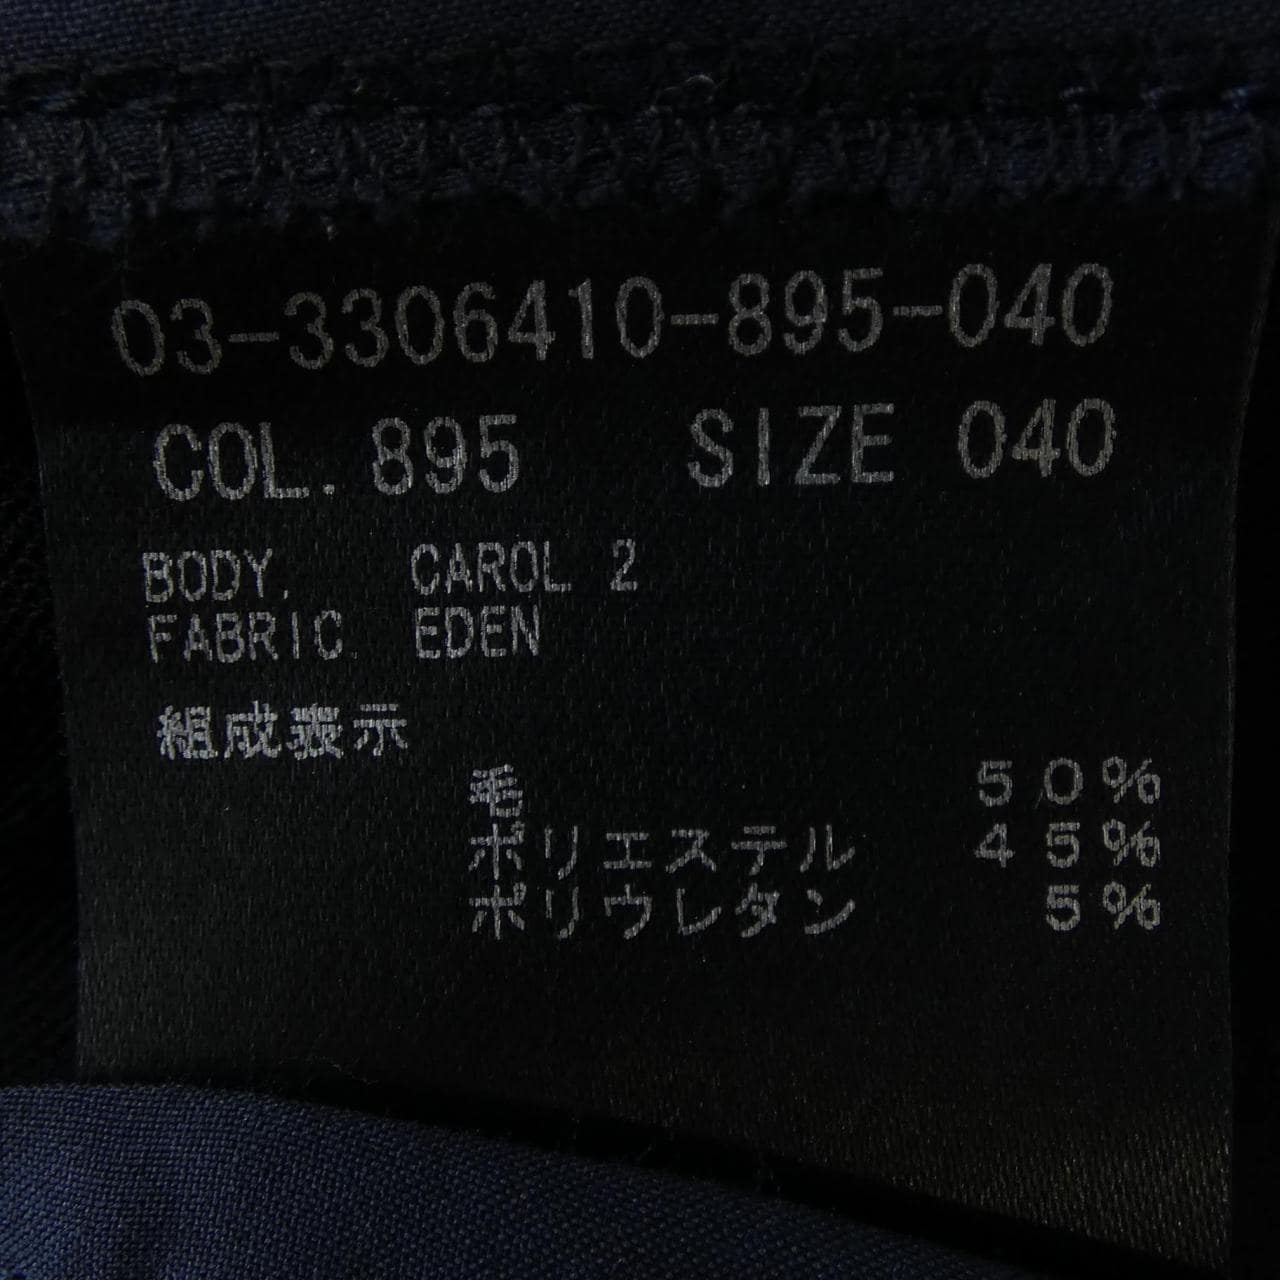 03-3306410-895-040
COL. 895 SIZE 040
BODY. CAROL 2
FABRIC EDEN
組成表示
毛 50%
ポリエステル 45%
ポリウレタン 5%